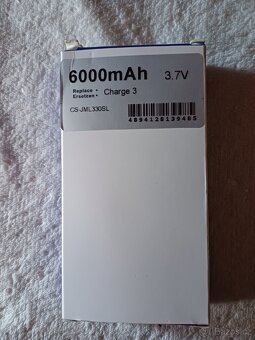 6000mAh 3.7V
Replace • Charge 3
Ersetzen •
CS-JML330SL
4894128139485